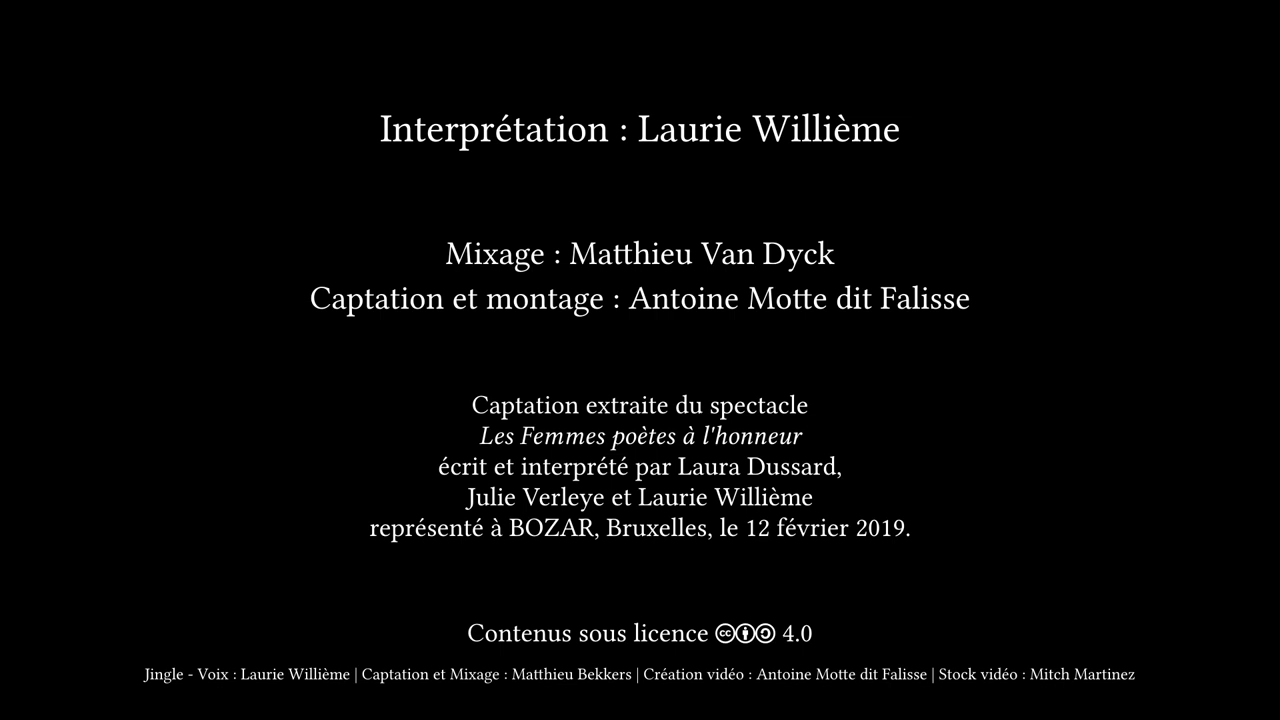 Interprétation : Laurie Willième
Mixage : Matthieu Van Dyck
Captation et montage : Antoine Motte dit Falisse
Captation extraite du spectacle
Les Femmes poètes à l'honneur
écrit et interprété par Laura Dussard,
Julie Verleye et Laurie Willième
représenté à BOZAR, Bruxelles, le 12 février 2019.
Contenus sous licence 4.0
Jingle - Voix : Laurie Willième | Captation et Mixage : Matthieu Bekkers | Création vidéo : Antoine Motte dit Falisse | Stock vidéo : Mitch Martinez